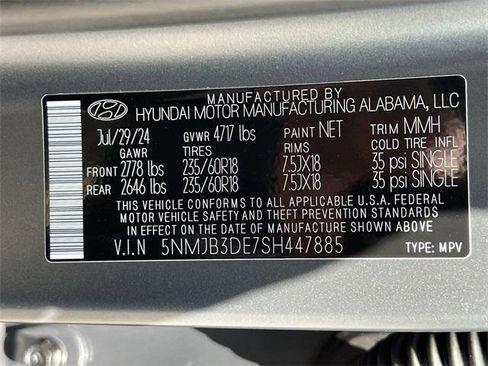 MANUFACTURED BY
HYUNDAI MOTOR MANUFACTURING ALABAMA, LLC
Jul/29/24 GVWR 4717 lbs PAINT NET TRIM MMH
GAWR TIRES RIMS COLD TIRE INFL
FRONT 2778 lbs 235/60R18 7.5JX18 35 psi SINGLE
REAR 2646 lbs 235/60R18 7.5JX18 35 psi SINGLE
THIS VEHICLE CONFORMS TO ALL APPLICABLE U.S.A. FEDERAL
MOTOR VEHICLE SAFETY AND THEFT PREVENTION STANDARDS
IN EFFECT ON THE DATE OF MANUFACTURE SHOWN ABOVE
V.I.N 5NMJB3DE7SH447885 TYPE: MPV